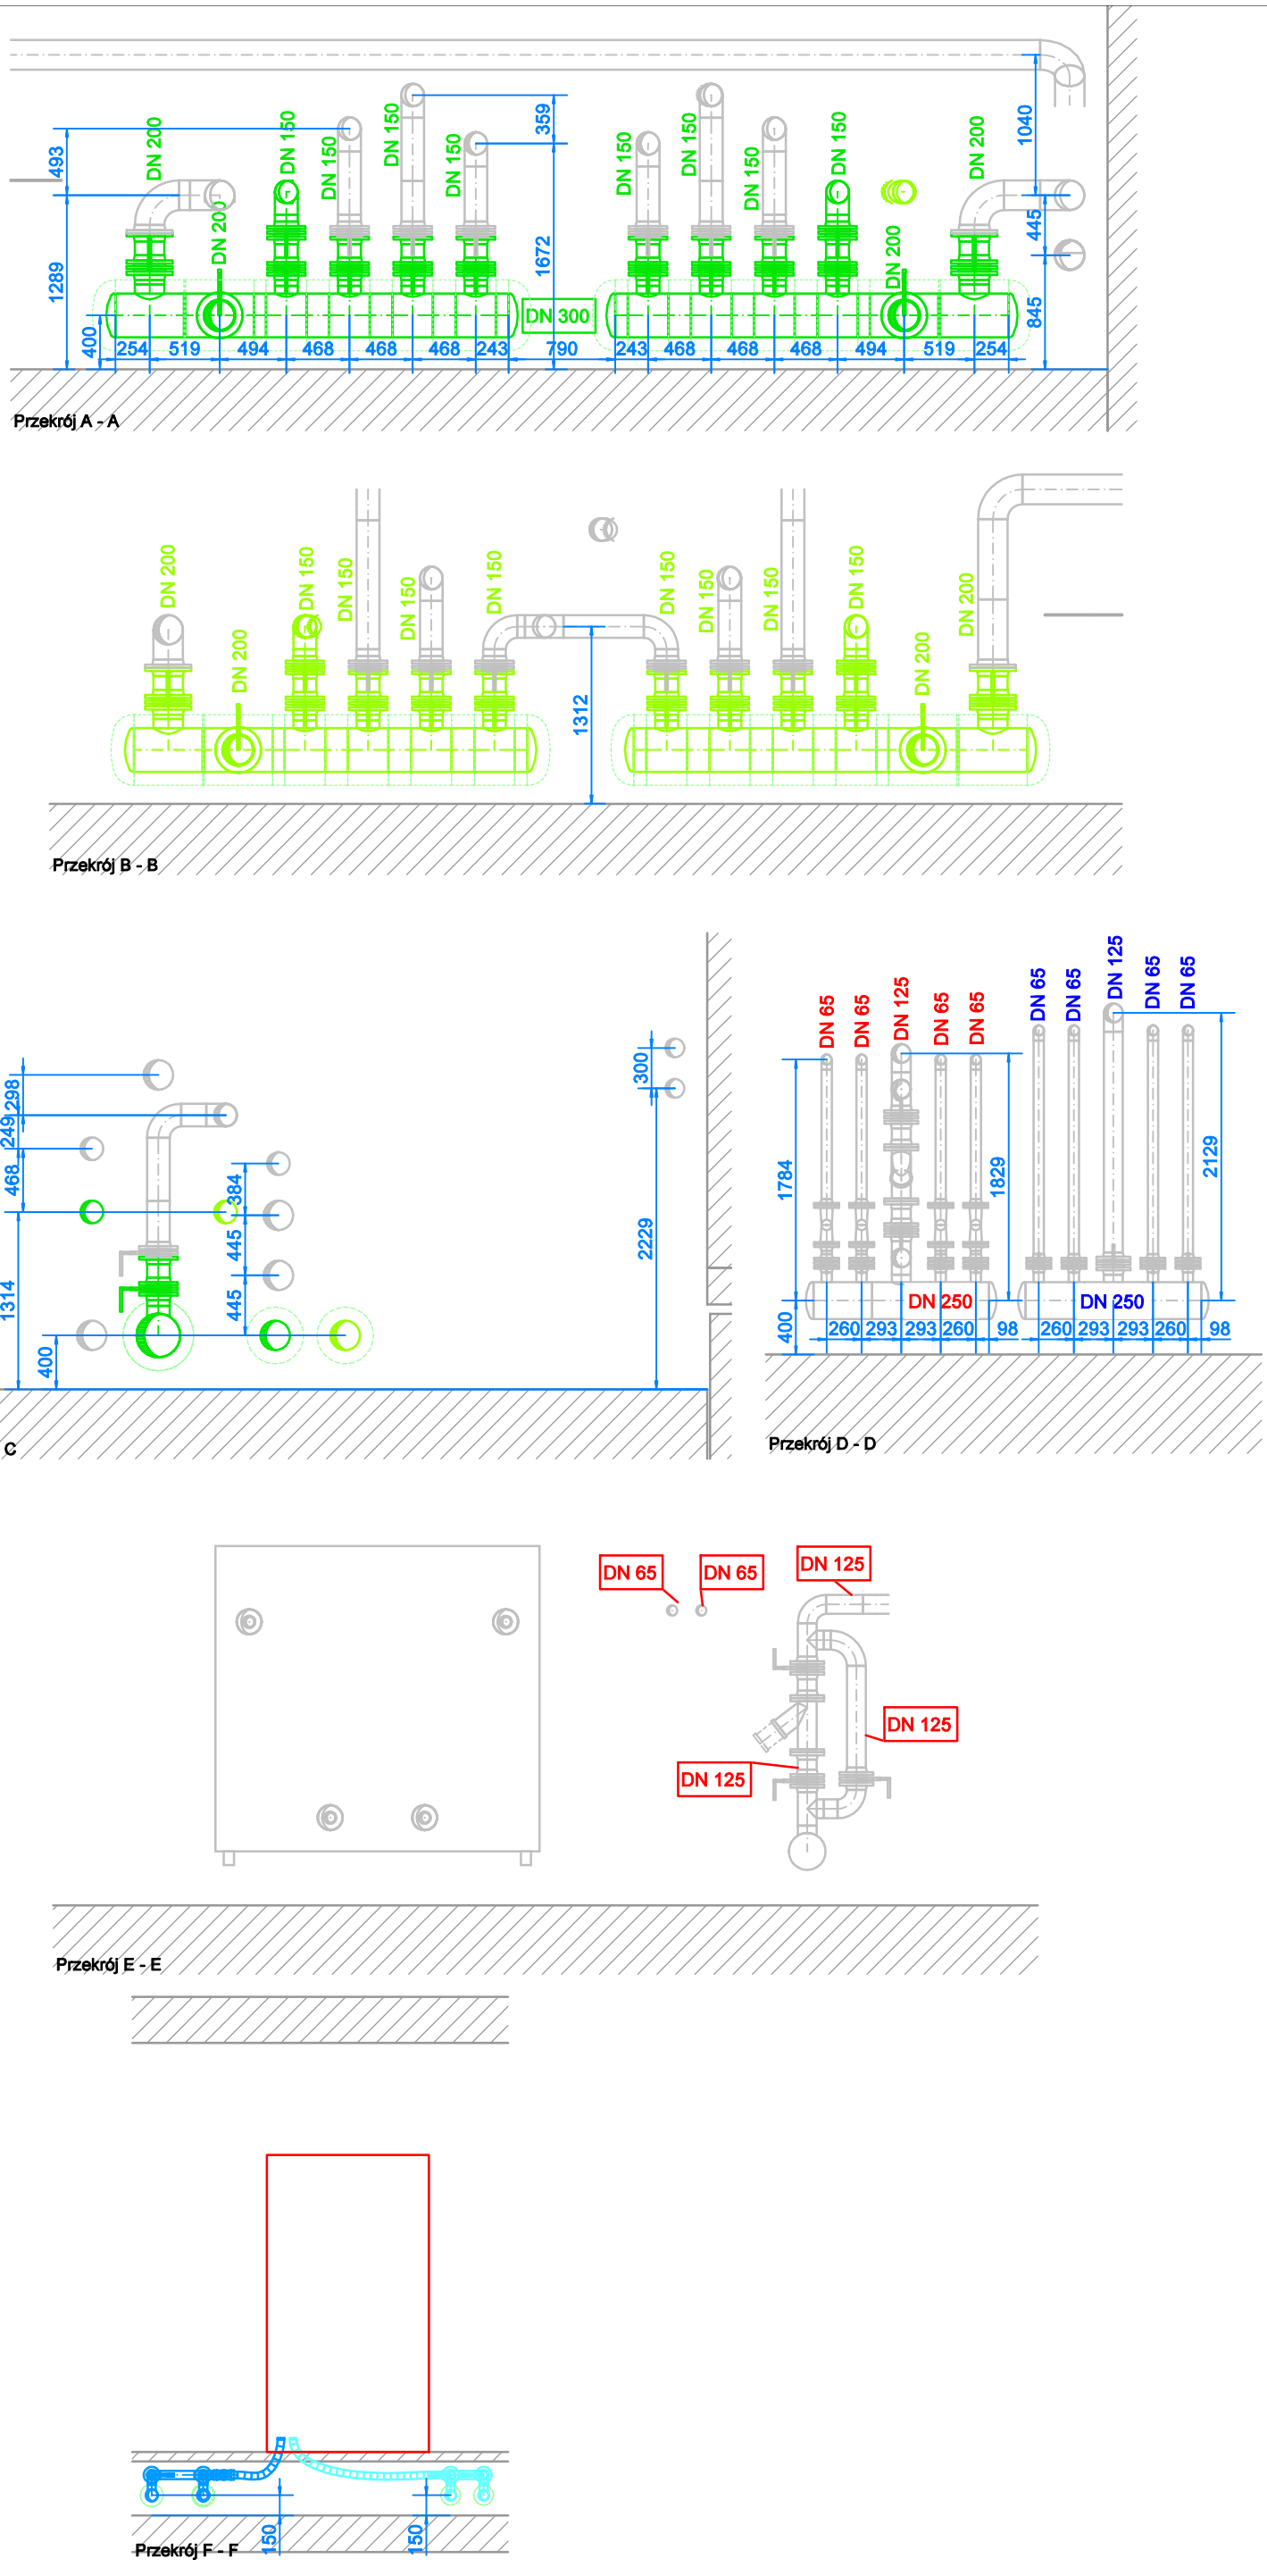 DN 200
DN 200
DN 150
DN 150
DN 150
DN 150
359
DN 150
DN 150
DN 150
DN 150
DN 200
DN 200
1040
493
1289
400
1672
445
845
DN 300
254
519
494
468
468
468
243
790
243
468
468
468
494
519
254
Przekrój A - A
DN 200
DN 200
DN 150
DN 150
DN 150
DN 150
DN 150
DN 150
DN 150
DN 150
DN 200
DN 200
1312
Przekrój B - B
298
249
468
1314
400
384
445
445
300
2229
C
DN 65
DN 65
DN 125
DN 65
DN 65
DN 65
DN 65
DN 125
DN 65
DN 65
1784
400
1829
2129
DN 250
DN 250
260
293
293
260
98
260
293
293
260
98
Przekrój D - D
DN 65
DN 65
DN 125
DN 125
DN 125
Przekrój E - E
150
150
Przekrój F - F